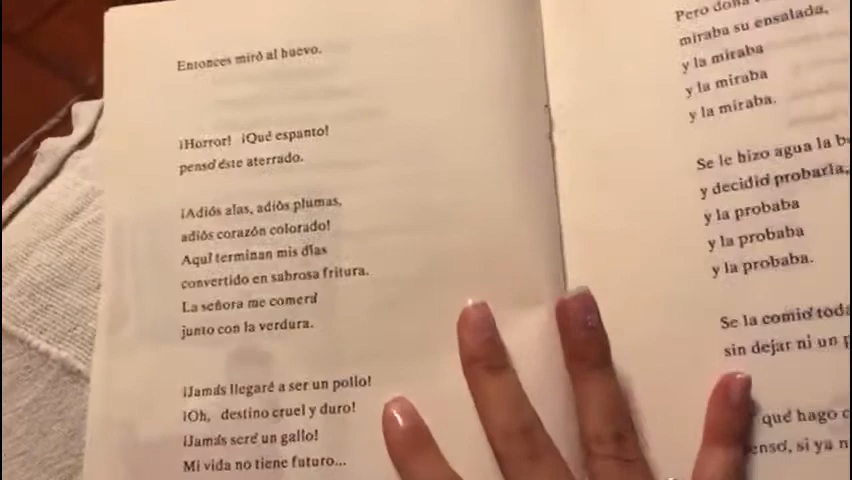 Entonces miró al huevo.
¡Horror! ¡Qué espanto!
pensó éste aterrado.
¡Adiós alas, adiós plumas,
adiós corazón colorado!
Aquí terminan mis días
convertido en sabrosa fritura.
La señora me comerá
junto con la verdura.
¡Jamás llegaré a ser un pollo!
¡Oh, destino cruel y duro!
¡Jamás seré un gallo!
Mi vida no tiene futuro...
Pero doña
miraba su ensalada,
y la miraba
y la miraba
y la miraba.
Se le hizo agua la
y decidió probarla,
y la probaba
y la probaba
y la probaba.
Se la comió toda
sin dejar ni un
qué hago
si ya